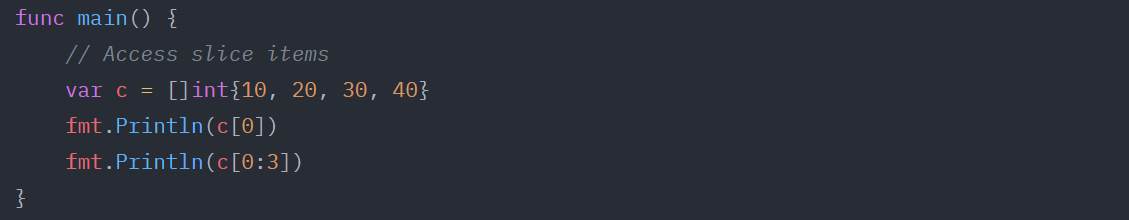 func main() {
    // Access slice items
    var c = []int{10, 20, 30, 40}
    fmt.Println(c[0])
    fmt.Println(c[0:3])
}